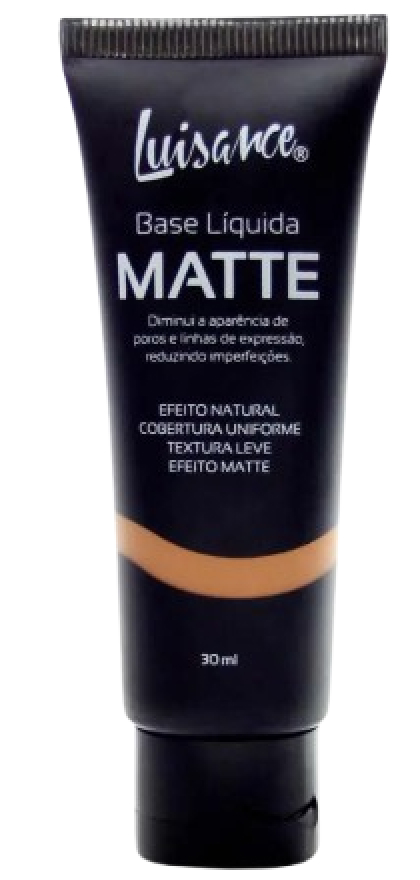 Luisance®
Base Líquida
MATTE
Diminui a aparência de
poros e linhas de expressão,
reduzindo imperfeições.
EFEITO NATURAL
COBERTURA UNIFORME
TEXTURA LEVE
EFEITO MATTE
30 ml